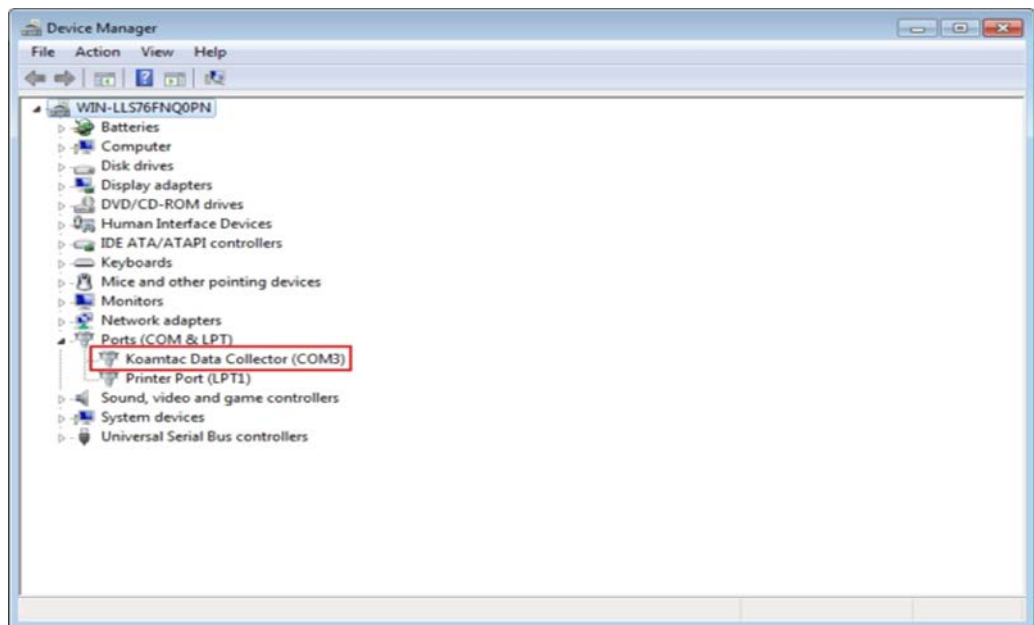 Device Manager
File Action View Help
WIN-LLS76FNQ0PN
Batteries
Computer
Disk drives
Display adapters
DVD/CD-ROM drives
Human Interface Devices
IDE ATA/ATAPI controllers
Keyboards
Mice and other pointing devices
Monitors
Network adapters
Ports (COM & LPT)
Koamtac Data Collector (COM3)
Printer Port (LPT1)
Sound, video and game controllers
System devices
Universal Serial Bus controllers